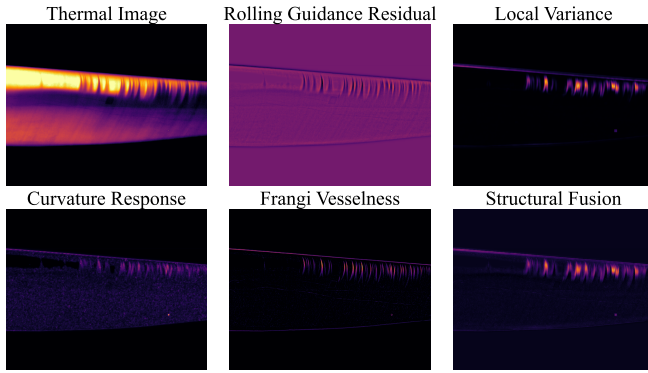 Thermal Image
Rolling Guidance Residual
Local Variance
Curvature Response
Frangi Vesselness
Structural Fusion